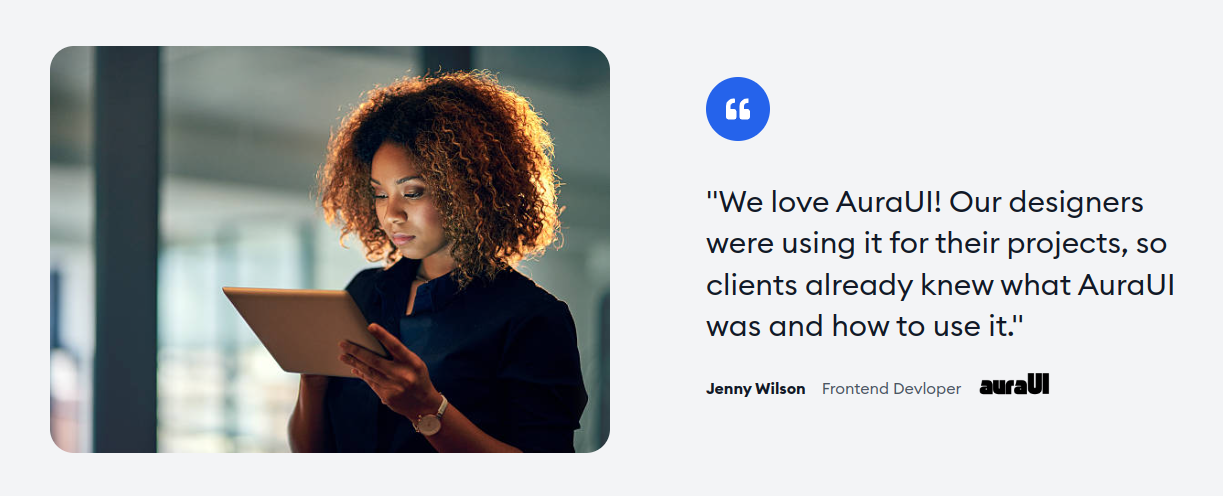 "We love AuraUI! Our designers
were using it for their projects, so
clients already knew what AuraUI
was and how to use it."
Jenny Wilson Frontend Devloper auraUI